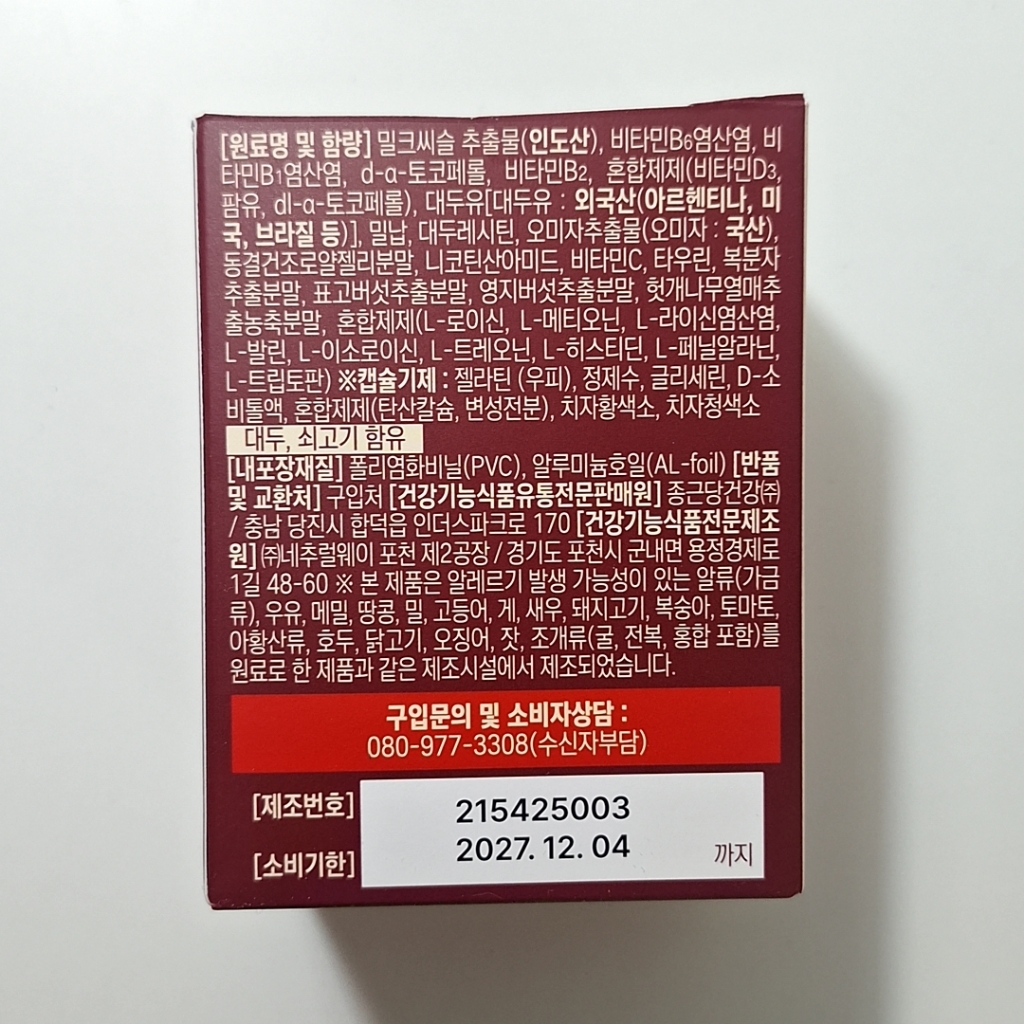 [원료명 및 함량] 밀크씨슬 추출물(인도산), 비타민B6염산염, 비
타민B1염산염, d-α-토코페롤, 비타민B2, 혼합제제(비타민D3,
팜유, dl-α-토코페롤), 대두유[대두유 : 외국산(아르헨티나, 미
국, 브라질 등)], 밀납, 대두레시틴, 오미자추출물(오미자 : 국산),
동결건조로얄젤리분말, 니코틴산아미드, 비타민C, 타우린, 복분자
추출분말, 표고버섯추출분말, 영지버섯추출분말, 헛개나무열매추
출농축분말, 혼합제제(L-로이신, L-메티오닌, L-라이신염산염,
L-발린, L-이소로이신, L-트레오닌, L-히스티딘, L-페닐알라닌,
L-트립토판) ※캡슐기제 : 젤라틴 (우피), 정제수, 글리세린, D-소
비톨액, 혼합제제(탄산칼슘, 변성전분), 치자황색소, 치자청색소
대두, 쇠고기 함유
[내포장재질] 폴리염화비닐(PVC), 알루미늄호일(AL-foil) [반품
및 교환처] 구입처 [건강기능식품유통전문판매원] 종근당건강㈜
/ 충남 당진시 합덕읍 인더스파크로 170 [건강기능식품전문제조
원] ㈜네추럴웨이 포천 제2공장 / 경기도 포천시 군내면 용정경제로
1길 48-60 ※ 본 제품은 알레르기 발생 가능성이 있는 알류(가금
류), 우유, 메밀, 땅콩, 밀, 고등어, 게, 새우, 돼지고기, 복숭아, 토마토,
아황산류, 호두, 닭고기, 오징어, 잣, 조개류(굴, 전복, 홍합 포함)를
원료로 한 제품과 같은 제조시설에서 제조되었습니다.
구입문의 및 소비자상담 :
080-977-3308(수신자부담)
[제조번호] 215425003
[소비기한] 2027. 12. 04 까지